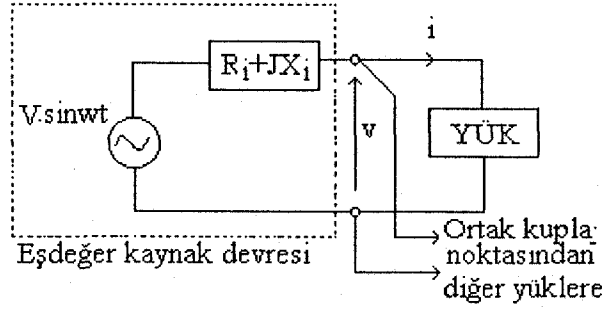 i
Ri+JXi
V.sinwt
v
YÜK
Eşdeğer kaynak devresi
Ortak kupla
noktasından
diğer yüklere